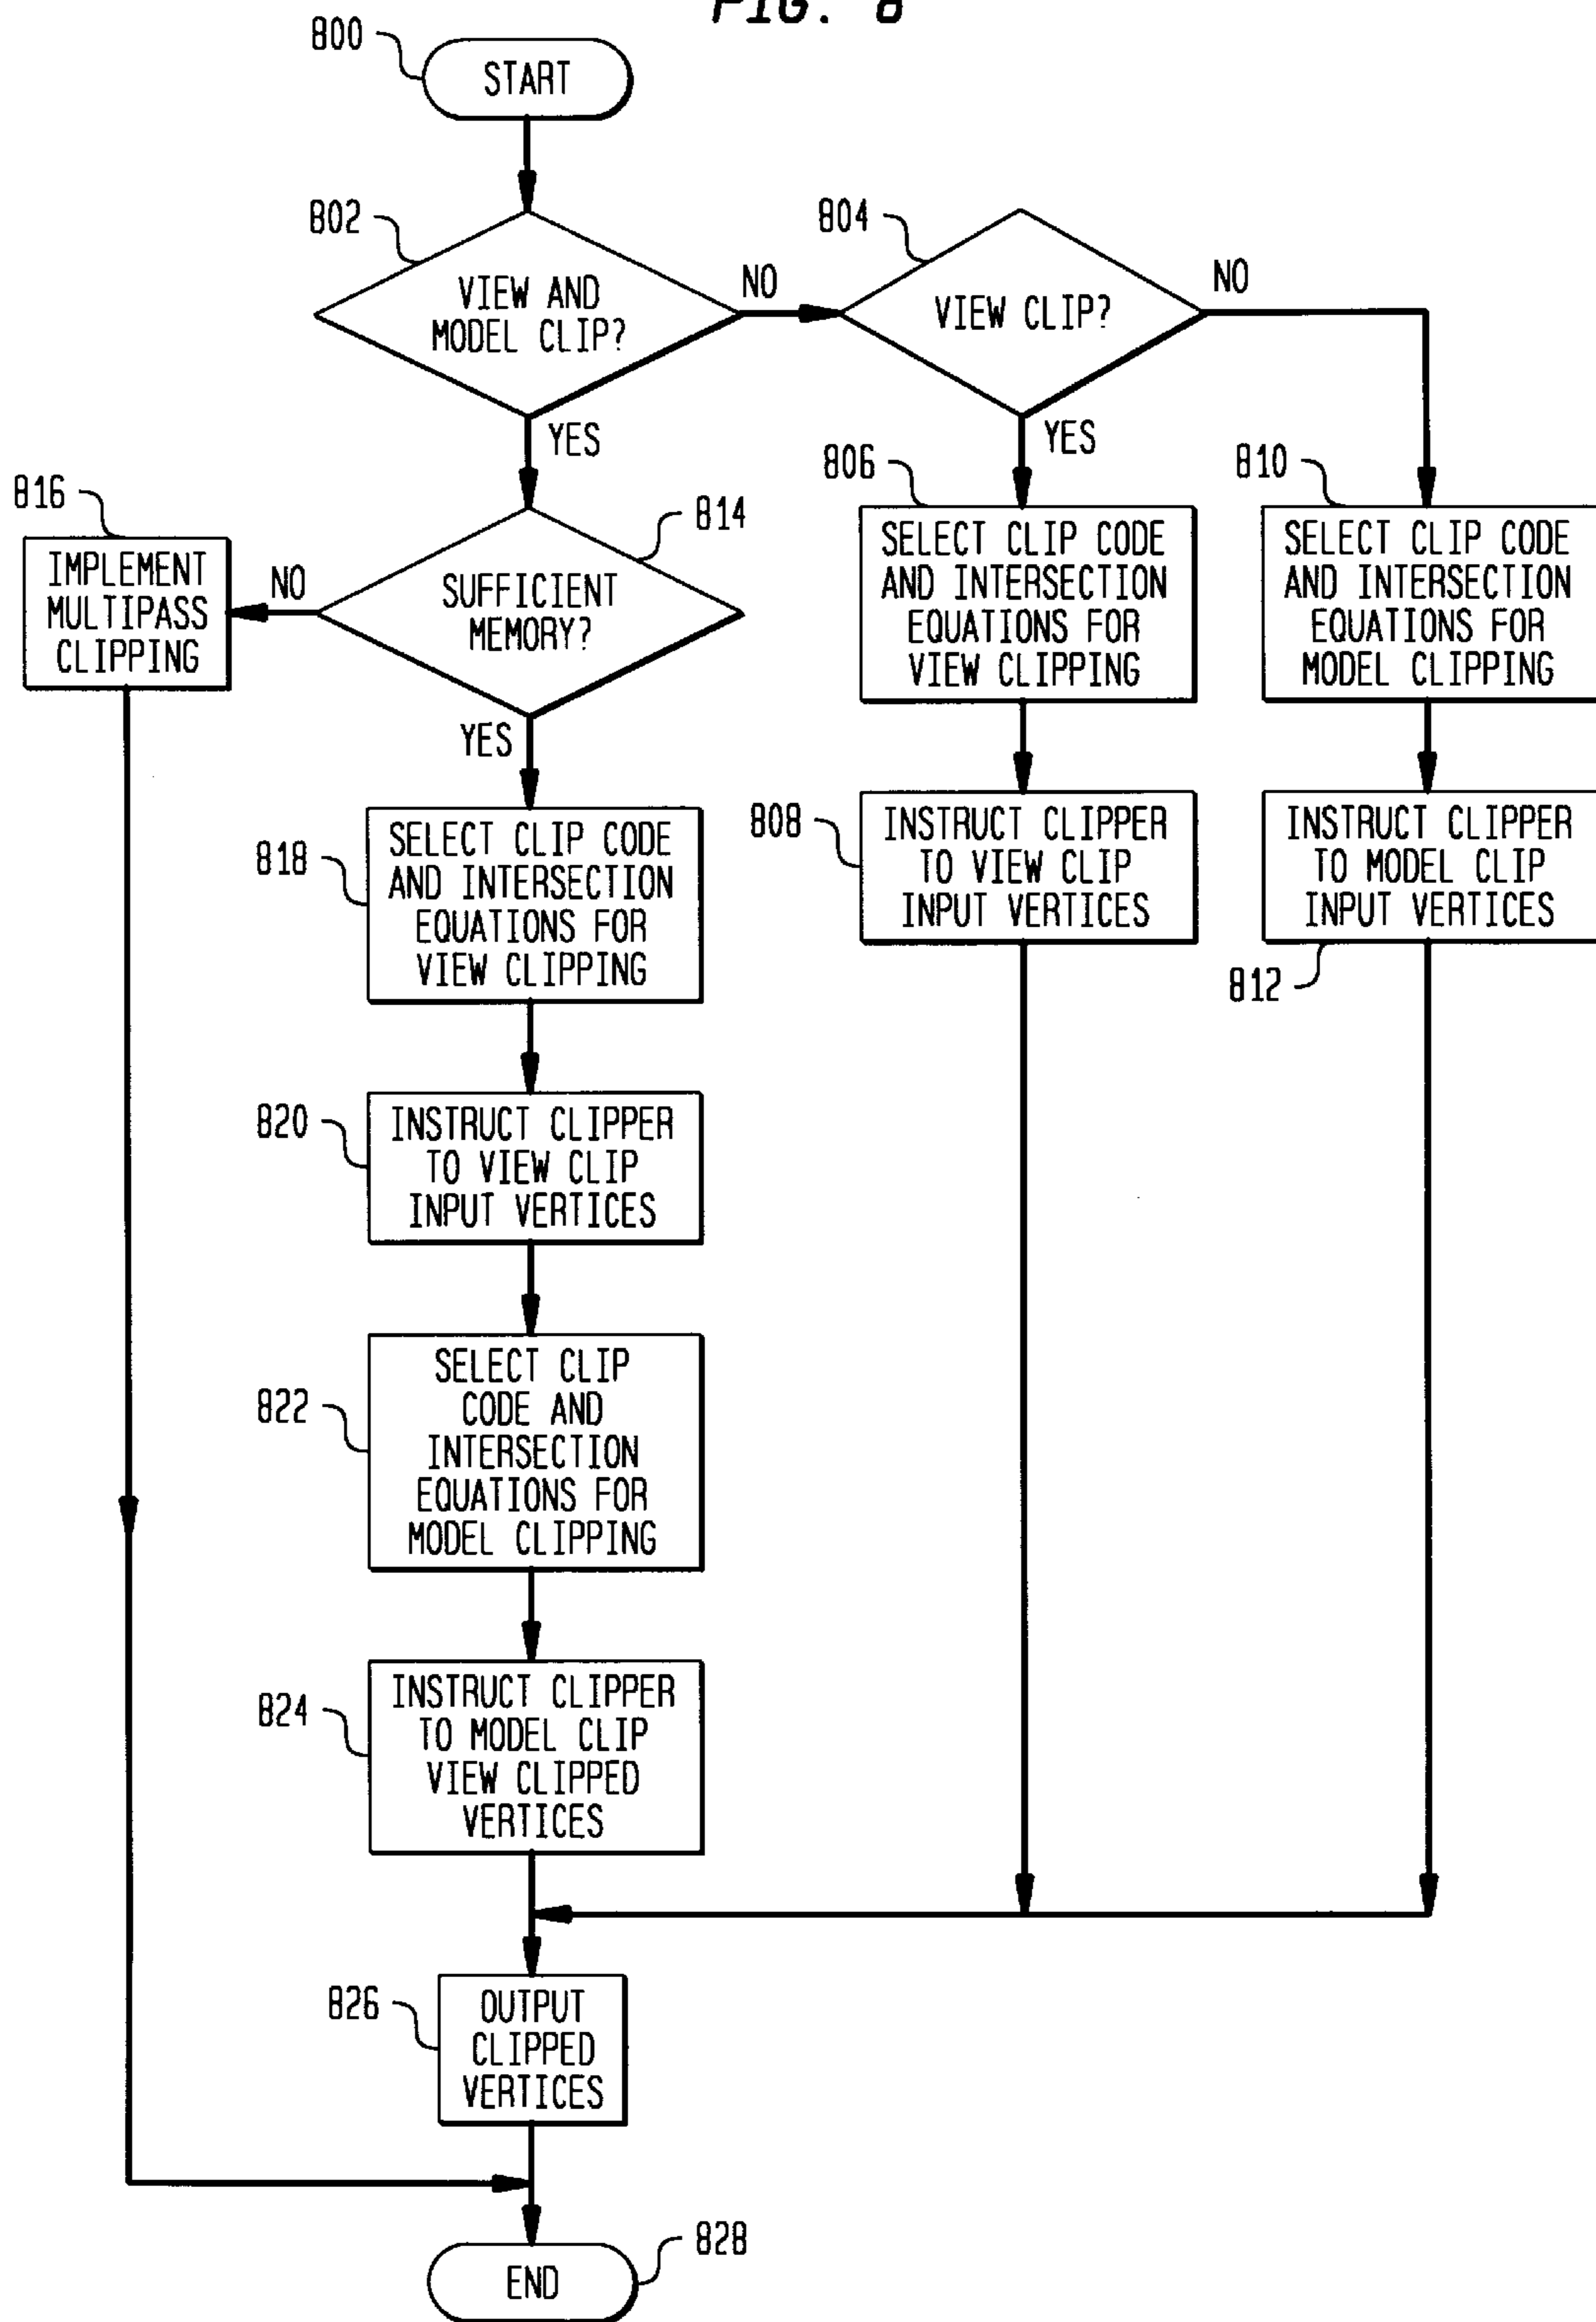 FIG. 8
800
START
802
VIEW AND
MODEL CLIP?
NO
804
VIEW CLIP?
NO
YES
YES
816
IMPLEMENT
MULTIPASS
CLIPPING
NO
814
SUFFICIENT
MEMORY?
YES
806
SELECT CLIP CODE
AND INTERSECTION
EQUATIONS FOR
VIEW CLIPPING
810
SELECT CLIP CODE
AND INTERSECTION
EQUATIONS FOR
MODEL CLIPPING
808
INSTRUCT CLIPPER
TO VIEW CLIP
INPUT VERTICES
INSTRUCT CLIPPER
TO MODEL CLIP
INPUT VERTICES
812
818
SELECT CLIP CODE
AND INTERSECTION
EQUATIONS FOR
VIEW CLIPPING
820
INSTRUCT CLIPPER
TO VIEW CLIP
INPUT VERTICES
822
SELECT CLIP
CODE AND
INTERSECTION
EQUATIONS FOR
MODEL CLIPPING
824
INSTRUCT CLIPPER
TO MODEL CLIP
VIEW CLIPPED
VERTICES
826
OUTPUT
CLIPPED
VERTICES
828
END